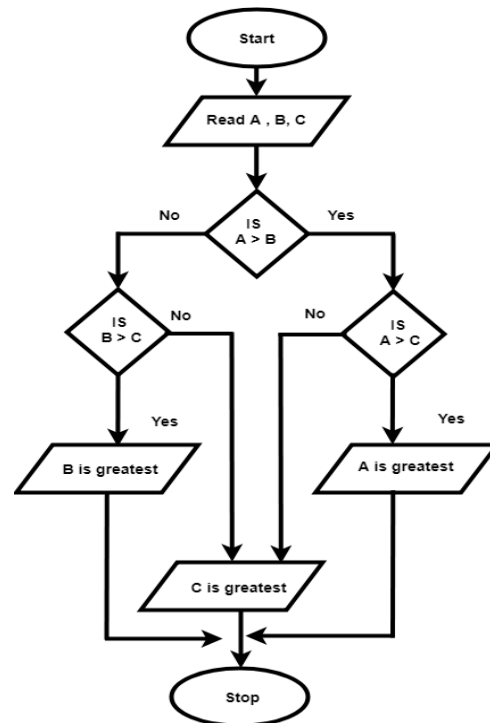 Start
Read A , B, C
No
Yes
IS
A > B
IS
B > C
No
No
IS
A > C
Yes
Yes
B is greatest
A is greatest
C is greatest
Stop